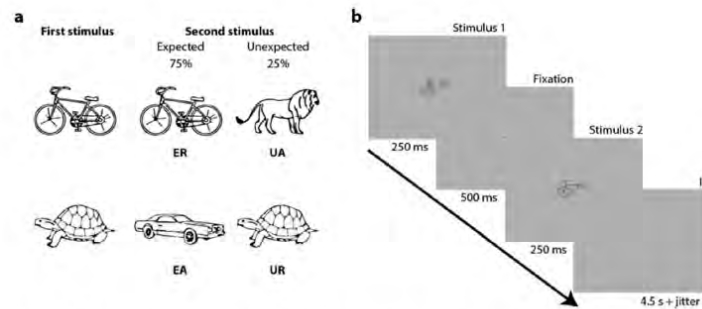 a
First stimulus
Second stimulus
Expected
Unexpected
75%
25%
ER
UA
EA
UR
b
Stimulus 1
Fixation
Stimulus 2
250 ms
500 ms
250 ms
4.5 s + jitter